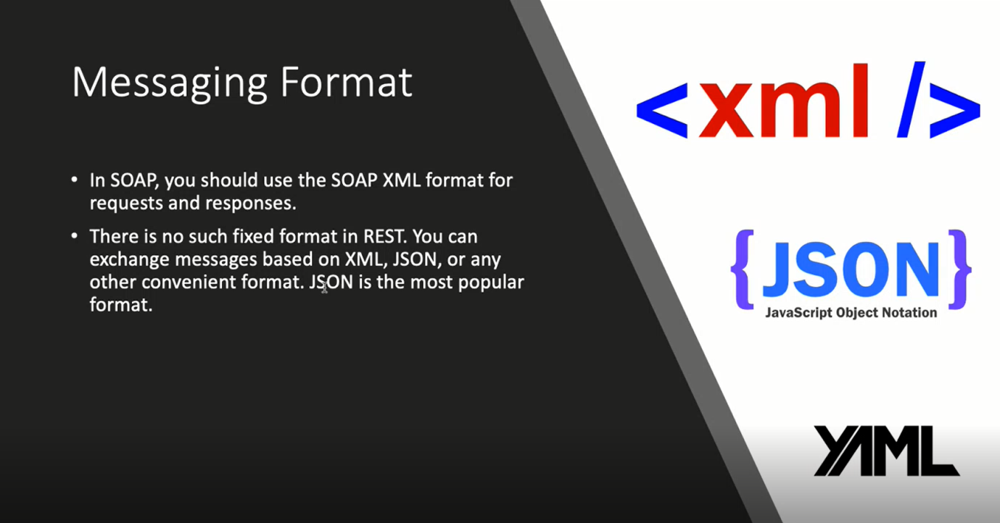 Messaging Format
• In SOAP, you should use the SOAP XML format for
requests and responses.
• There is no such fixed format in REST. You can
exchange messages based on XML, JSON, or any
other convenient format. JSON is the most popular
format.
<xml />
{JSON}
JavaScript Object Notation
YAML